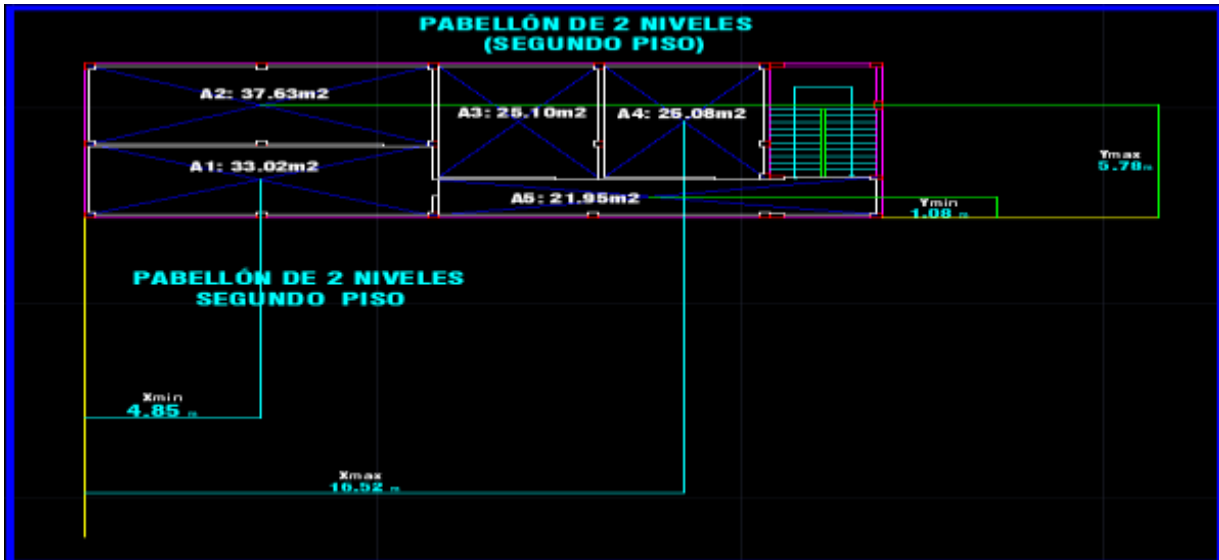 PABELLÓN DE 2 NIVELES
(SEGUNDO PISO)
A2: 37.63m2
A3: 25.10m2
A4: 25.08m2
A1: 33.02m2
A5: 21.95m2
Ymax
5.78 m
Ymin
1.08 m
PABELLÓN DE 2 NIVELES
SEGUNDO PISO
Xmin
4.85 m
Xmax
16.52 m